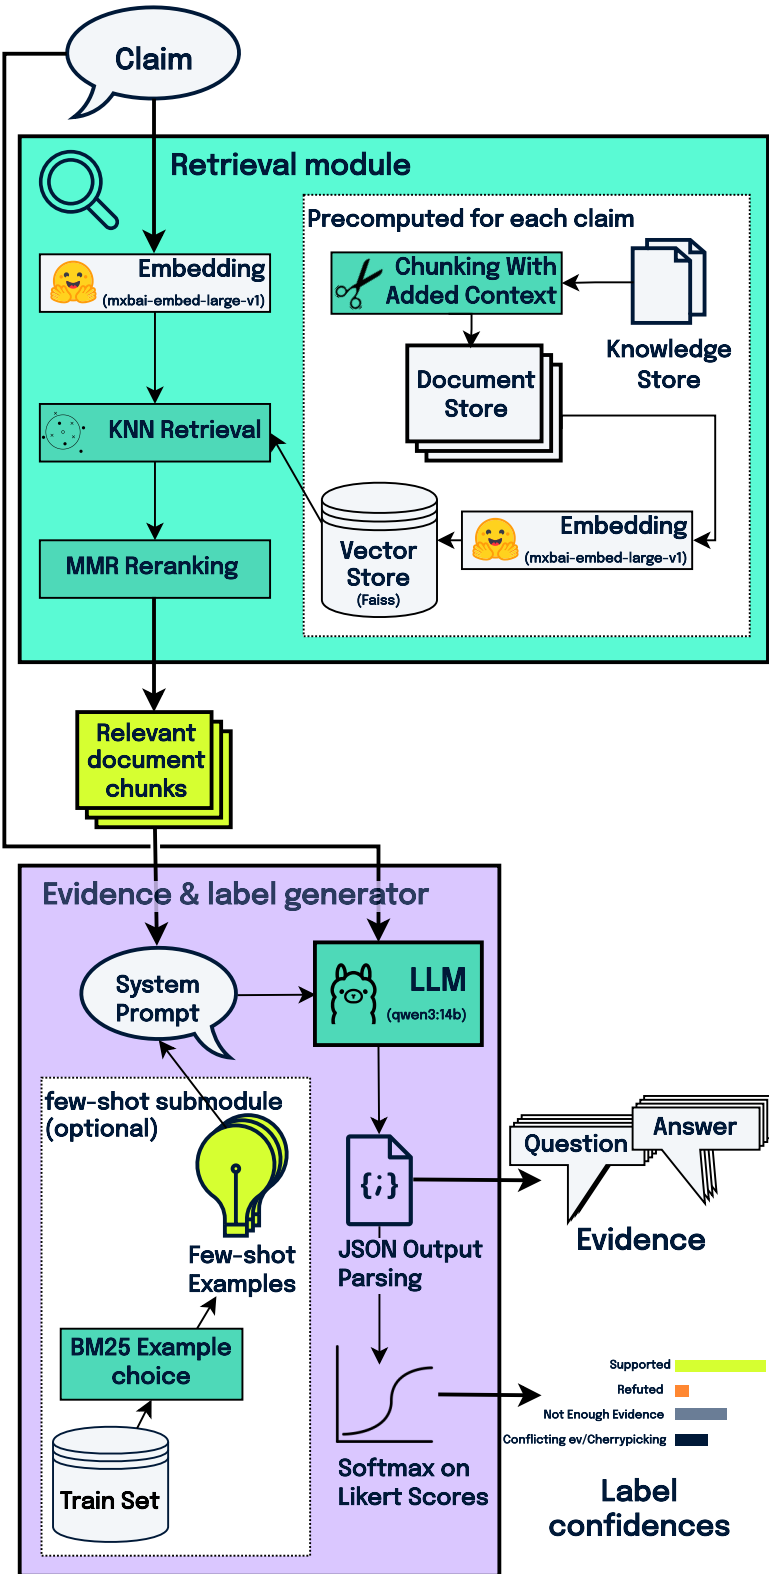 Claim
Retrieval module
Precomputed for each claim
Embedding
(mxbai-embed-large-v1)
Chunking With
Added Context
Knowledge
Store
Document
Store
KNN Retrieval
Embedding
(mxbai-embed-large-v1)
Vector
Store
(Faiss)
MMR Reranking
Relevant
document
chunks
Evidence & label generator
System
Prompt
LLM
(qwen3:14b)
few-shot submodule
(optional)
Question
Answer
{;}
Evidence
JSON Output
Parsing
Few-shot
Examples
BM25 Example
choice
Supported
Refuted
Not Enough Evidence
Conflicting ev/Cherrypicking
Softmax on
Likert Scores
Train Set
Label
confidences